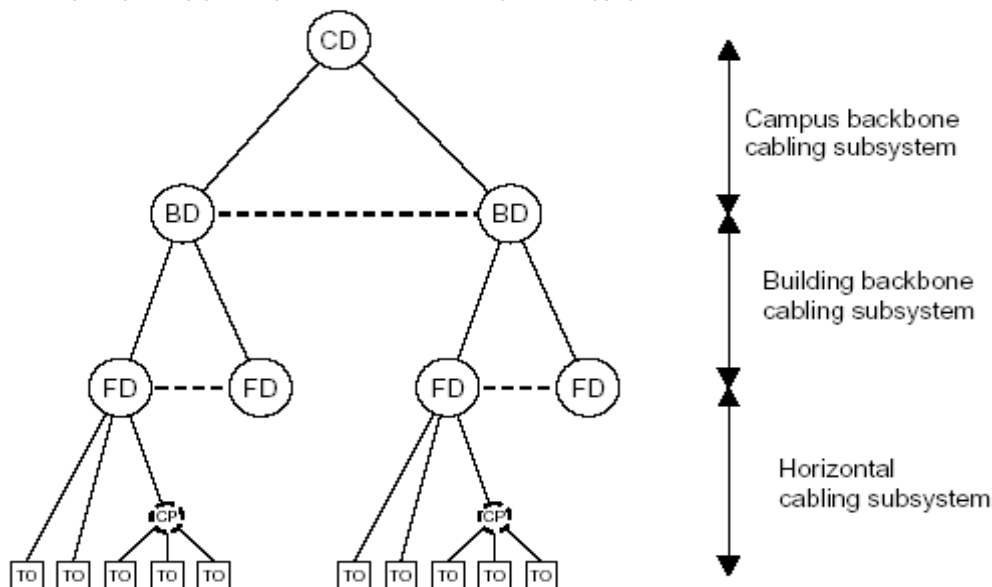 CD
Campus backbone
cabling subsystem
BD BD
Building backbone
cabling subsystem
FD FD FD FD
Horizontal
cabling subsystem
CP CP
TO TO TO TO TO TO TO TO TO TO